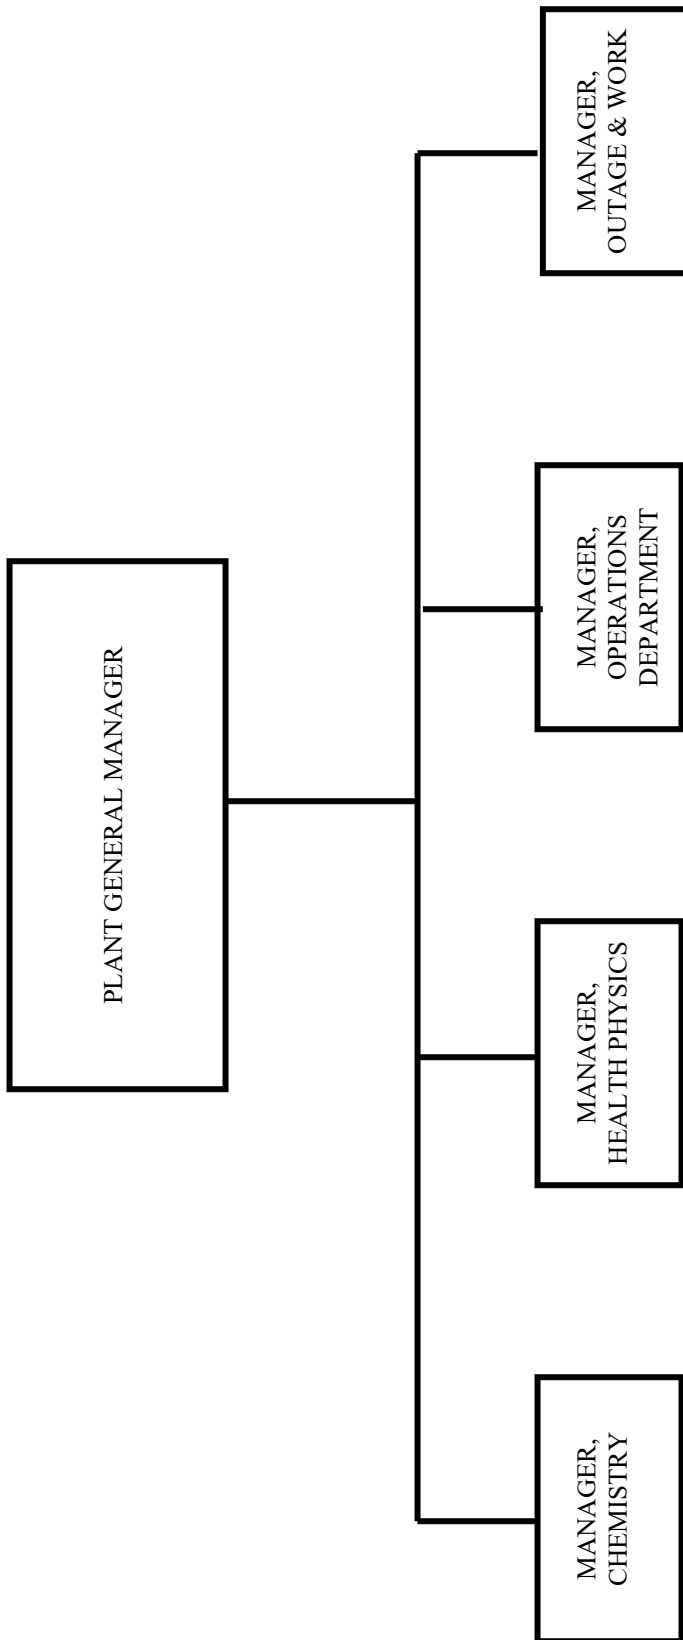 PLANT GENERAL MANAGER
MANAGER,
CHEMISTRY
MANAGER,
HEALTH PHYSICS
MANAGER,
OPERATIONS
DEPARTMENT
MANAGER,
OUTAGE & WORK